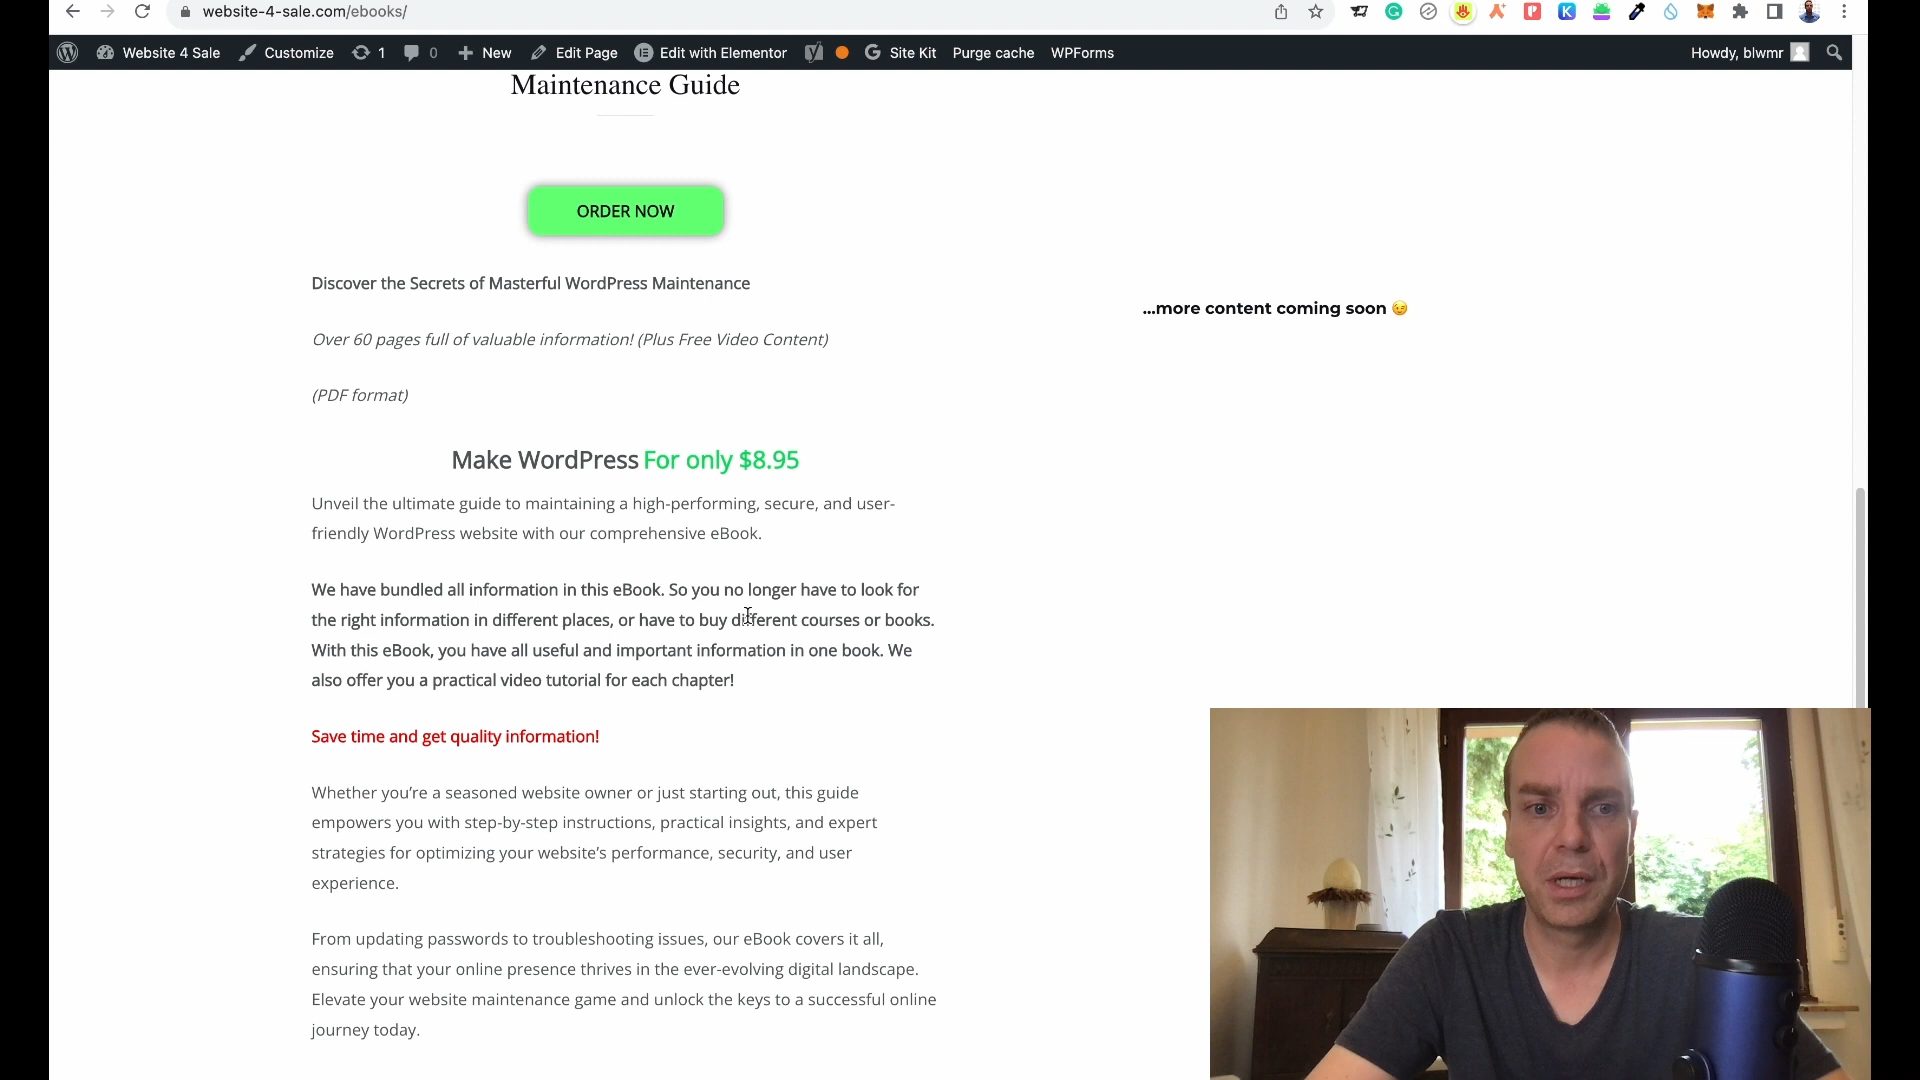 website-4-sale.com/ebooks/
Website 4 Sale Customize 1 0 New Edit Page Edit with Elementor Site Kit Purge cache WPForms Howdy, blwmr
Maintenance Guide
ORDER NOW
Discover the Secrets of Masterful WordPress Maintenance
...more content coming soon 😉
Over 60 pages full of valuable information! (Plus Free Video Content)
(PDF format)
Make WordPress For only $8.95
Unveil the ultimate guide to maintaining a high-performing, secure, and user-
friendly WordPress website with our comprehensive eBook.
We have bundled all information in this eBook. So you no longer have to look for
the right information in different places, or have to buy different courses or books.
With this eBook, you have all useful and important information in one book. We
also offer you a practical video tutorial for each chapter!
Save time and get quality information!
Whether you’re a seasoned website owner or just starting out, this guide
empowers you with step-by-step instructions, practical insights, and expert
strategies for optimizing your website’s performance, security, and user
experience.
From updating passwords to troubleshooting issues, our eBook covers it all,
ensuring that your online presence thrives in the ever-evolving digital landscape.
Elevate your website maintenance game and unlock the keys to a successful online
journey today.